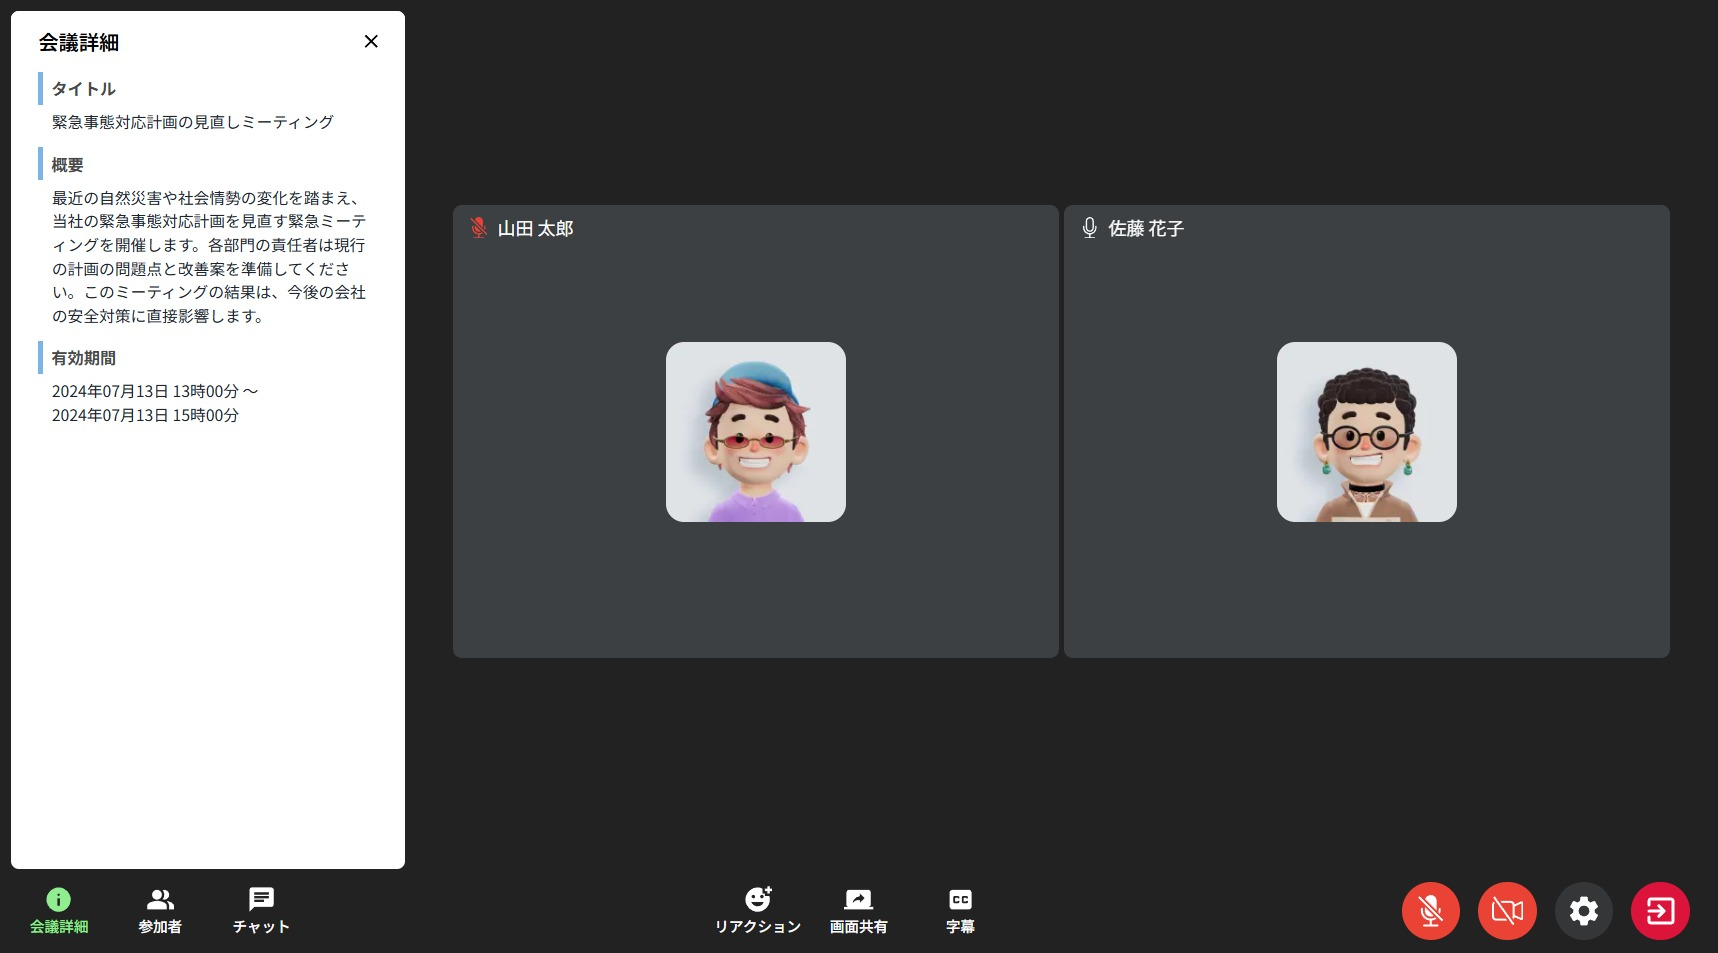 会議詳細
タイトル
緊急事態対応計画の見直しミーティング
概要
最近の自然災害や社会情勢の変化を踏まえ、
当社の緊急事態対応計画を見直す緊急ミーテ
ィングを開催します。各部門の責任者は現行
の計画の問題点と改善案を準備してくださ
い。このミーティングの結果は、今後の会社
の安全対策に直接影響します。
有効期間
2024年07月13日 13時00分 〜
2024年07月13日 15時00分
山田 太郎
佐藤 花子
会議詳細
参加者
チャット
リアクション
画面共有
CC
字幕